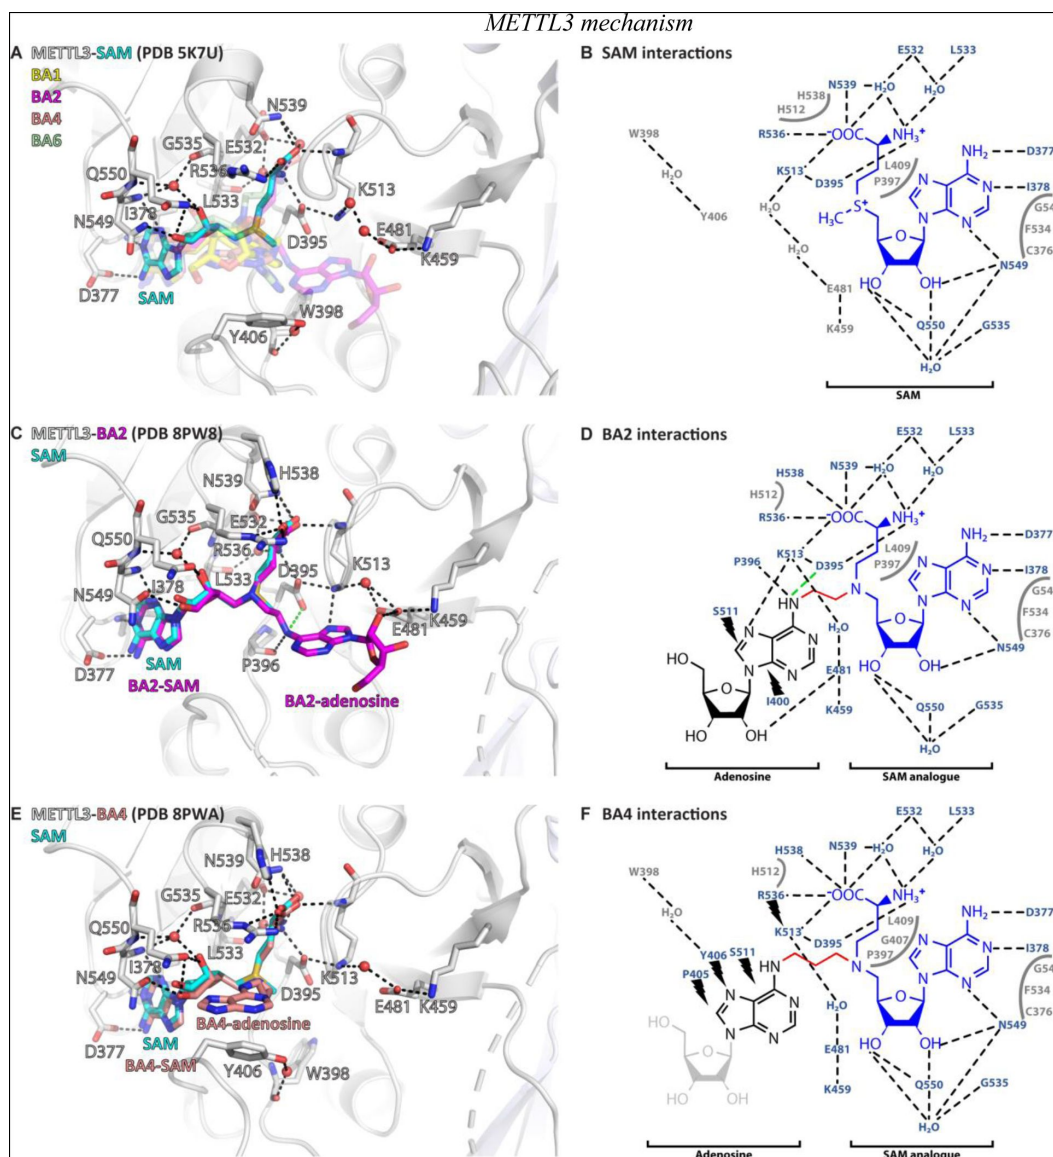 METTL3 mechanism
A METTL3-SAM (PDB 5K7U)
BA1
BA2
BA4
BA6
N539
G535
E532
Q550
R536
K513
I378
L533
N549
D395
E481
K459
D377
SAM
W398
Y406
B SAM interactions
E532
L533
N539
H2O
H538
H512
H2O
W398
R536
-OOC
NH3+
NH2
D377
K513
L409
H2O
D395
P397
N
N
I378
Y406
H2O
S+
N
N
G54
H3C
F534
O
C376
H2O
N549
HO
OH
E481
Q550
G535
K459
H2O
SAM
C METTL3-BA2 (PDB 8PW8)
SAM
H538
N539
G535
E532
Q550
R536
D395
K513
I378
L533
N549
E481
K459
P396
D377
SAM
BA2-SAM
BA2-adenosine
D BA2 interactions
E532
L533
N539
H2O
H538
H2O
H512
R536
-OOC
NH3+
NH2
D377
K513
L409
P396
D395
P397
N
N
I378
NH
N
N
N
G54
S511
H2O
F534
N
N
O
C376
HO
N
N
N549
E481
HO
OH
O
I400
K459
Q550
G535
HO
OH
H2O
Adenosine
SAM analogue
E METTL3-BA4 (PDB 8PWA)
SAM
H538
N539
G535
E532
Q550
R536
L533
I378
K513
N549
D395
E481
K459
BA4-adenosine
D377
SAM
BA4-SAM
Y406
W398
F BA4 interactions
E532
L533
N539
H2O
H538
H2O
W398
H512
R536
-OOC
NH3+
NH2
D377
H2O
K513
L409
D395
G407
Y406
S511
P397
N
N
I378
P405
NH
N
N
N
G54
F534
N
N
H2O
O
C376
HO
N
N
N549
HO
OH
O
E481
Q550
G535
HO
OH
K459
H2O
Adenosine
SAM analogue